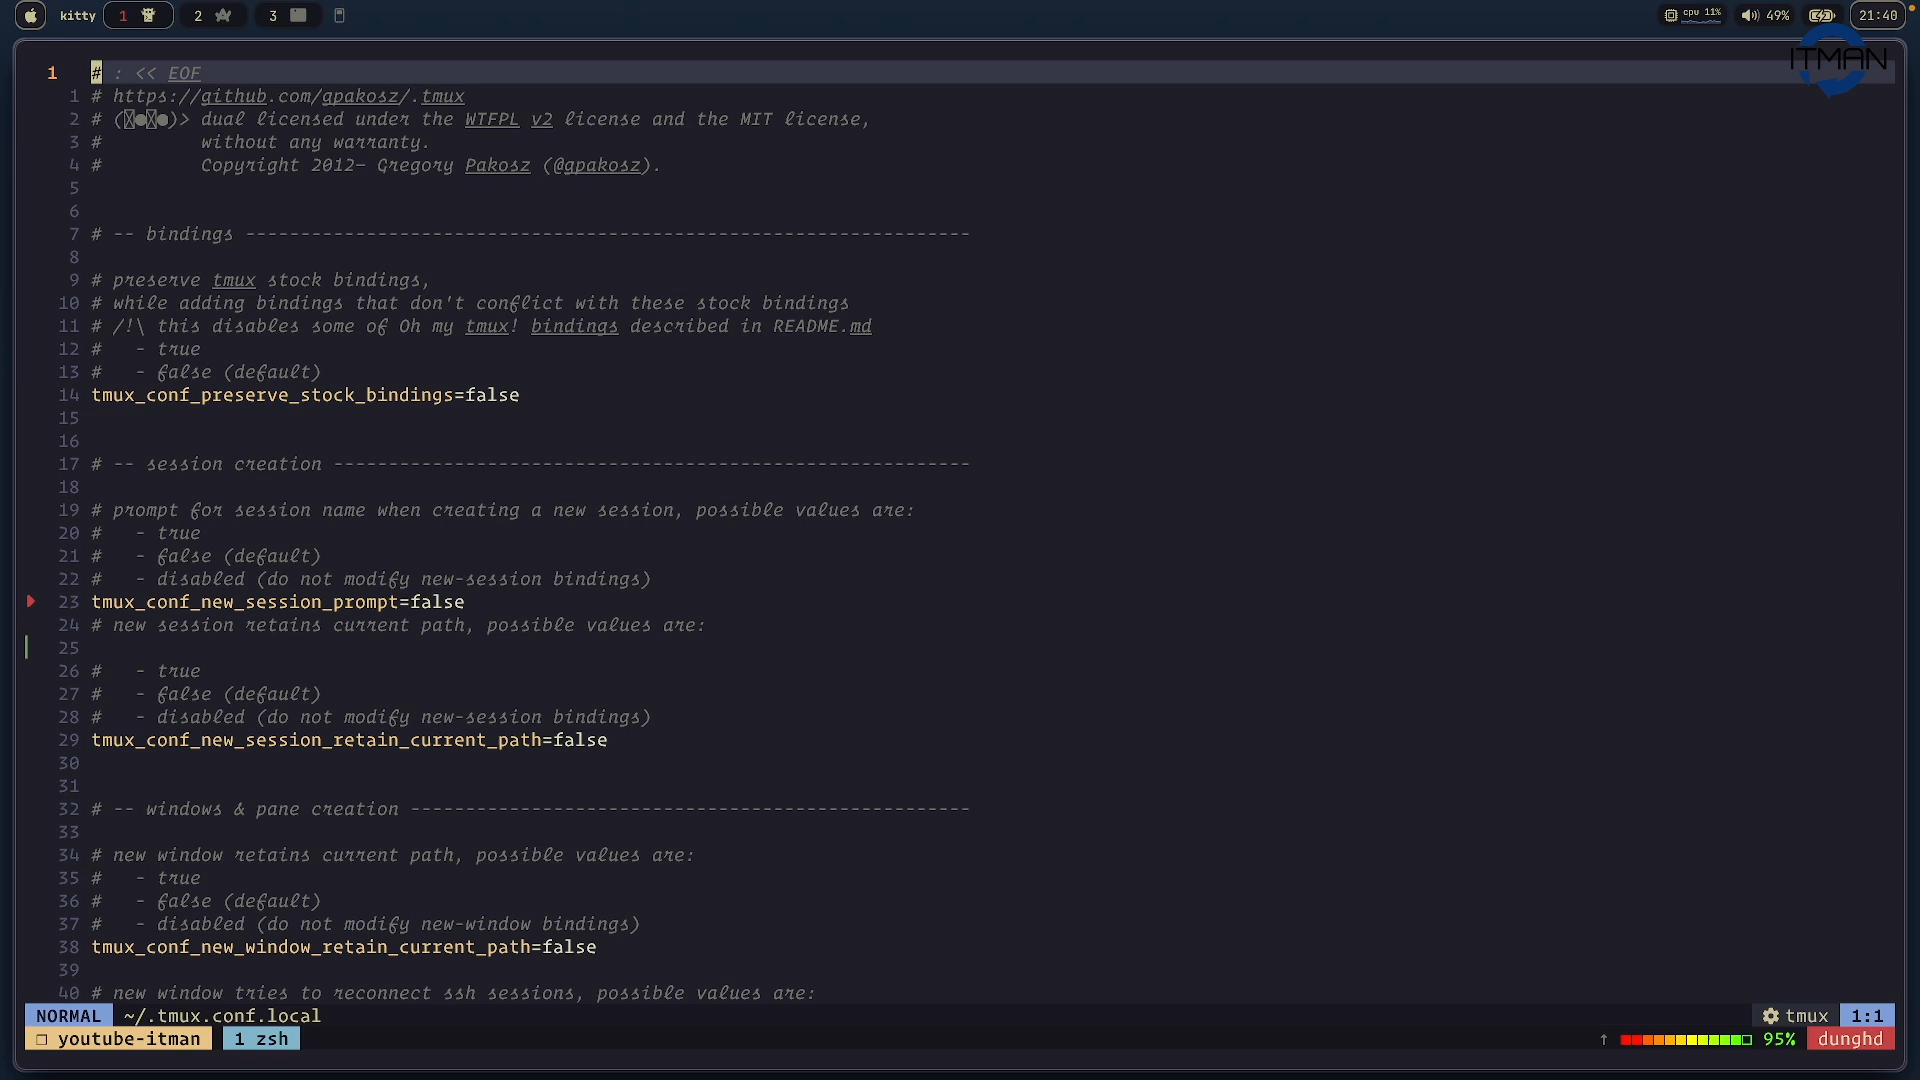 kitty 1 2 3 cpu 11% 49% 21:40
ITMAN
1 # : << EOF
1 # https://github.com/gpakosz/.tmux
2 # (●●)> dual licensed under the WTFPL v2 license and the MIT license,
3 #         without any warranty.
4 #         Copyright 2012— Gregory Pakosz (@gpakosz).
5
6
7 # -- bindings ------------------------------------------------------------------
8
9 # preserve tmux stock bindings,
10 # while adding bindings that don't conflict with these stock bindings
11 # /!\ this disables some of Oh my tmux! bindings described in README.md
12 #   - true
13 #   - false (default)
14 tmux_conf_preserve_stock_bindings=false
15
16
17 # -- session creation ----------------------------------------------------------
18
19 # prompt for session name when creating a new session, possible values are:
20 #   - true
21 #   - false (default)
22 #   - disabled (do not modify new-session bindings)
23 tmux_conf_new_session_prompt=false
24 # new session retains current path, possible values are:
25
26 #   - true
27 #   - false (default)
28 #   - disabled (do not modify new-session bindings)
29 tmux_conf_new_session_retain_current_path=false
30
31
32 # -- windows & pane creation ---------------------------------------------------
33
34 # new window retains current path, possible values are:
35 #   - true
36 #   - false (default)
37 #   - disabled (do not modify new-window bindings)
38 tmux_conf_new_window_retain_current_path=false
39
40 # new window tries to reconnect ssh sessions, possible values are:
NORMAL ~/.tmux.conf.local tmux 1:1
❐ youtube-itman 1 zsh ↑ 95% dunghd